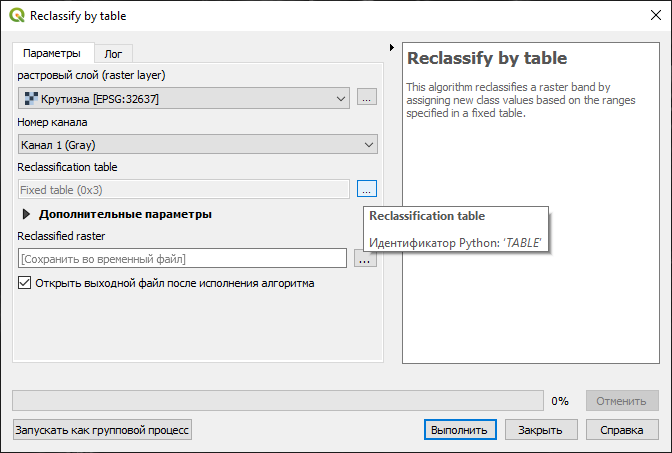 Reclassify by table
Параметры
Лог
растровый слой (raster layer)
Крутизна [EPSG:32637]
...
Номер канала
Канал 1 (Gray)
Reclassification table
Fixed table (0x3)
...
Дополнительные параметры
Reclassified raster
[Сохранить во временный файл]
...
Открыть выходной файл после исполнения алгоритма
Reclassification table
Идентификатор Python: 'TABLE'
Reclassify by table
This algorithm reclassifies a raster band by
assigning new class values based on the ranges
specified in a fixed table.
0%
Отменить
Запускать как групповой процесс
Выполнить
Закрыть
Справка